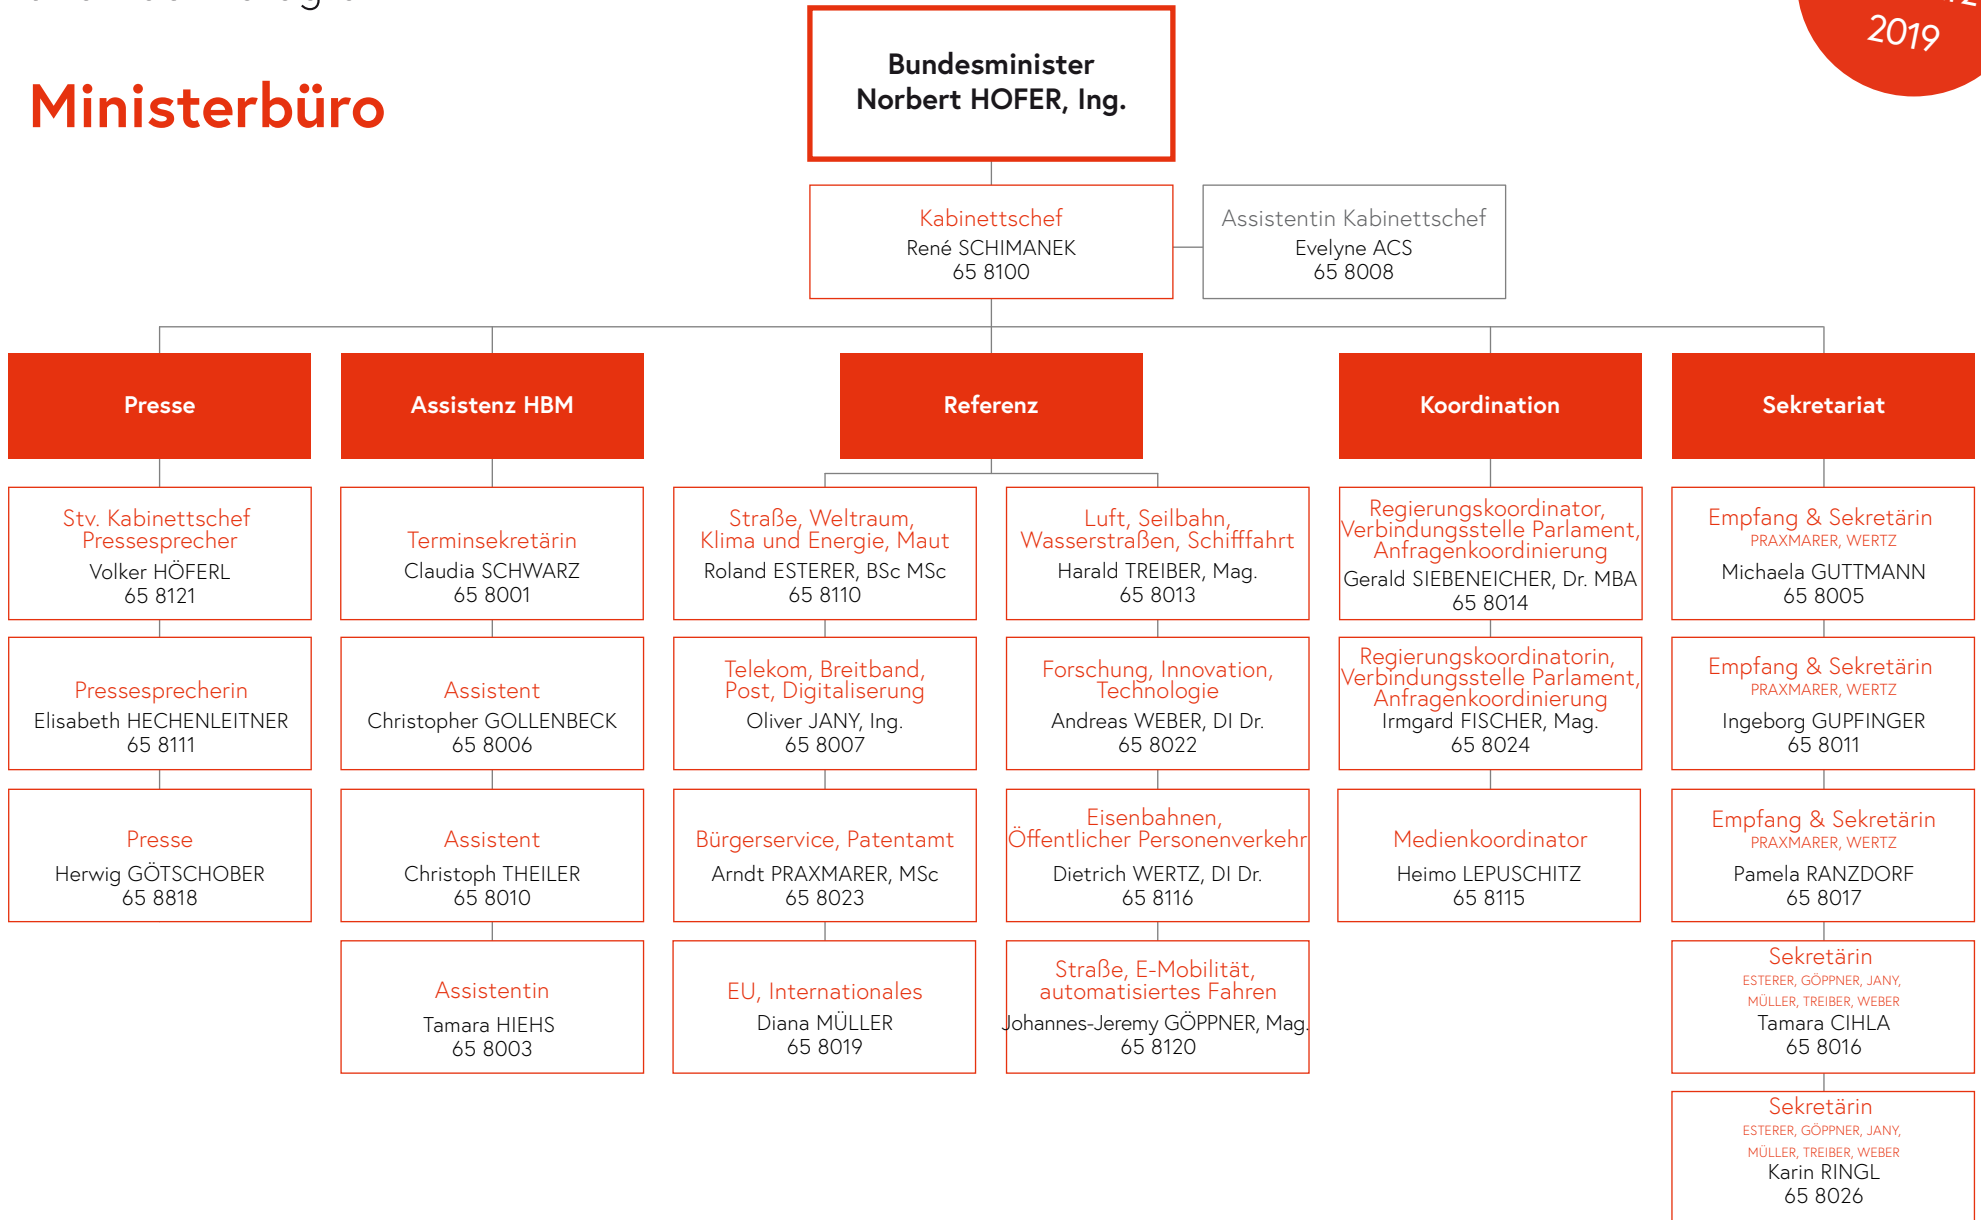 2019
Ministerbüro
Bundesminister
Norbert HOFER, Ing.
Kabinettschef
René SCHIMANEK
65 8100
Assistentin Kabinettschef
Evelyne ACS
65 8008
Presse
Stv. Kabinettschef
Pressesprecher
Volker HÖFERL
65 8121
Pressesprecherin
Elisabeth HECHENLEITNER
65 8111
Presse
Herwig GÖTSCHOBER
65 8818
Assistenz HBM
Terminsekretärin
Claudia SCHWARZ
65 8001
Assistent
Christopher GOLLENBECK
65 8006
Assistent
Christoph THEILER
65 8010
Assistentin
Tamara HIEHS
65 8003
Referenz
Straße, Weltraum,
Klima und Energie, Maut
Roland ESTERER, BSc MSc
65 8110
Telekom, Breitband,
Post, Digitaliserung
Oliver JANY, Ing.
65 8007
Bürgerservice, Patentamt
Arndt PRAXMARER, MSc
65 8023
EU, Internationales
Diana MÜLLER
65 8019
Luft, Seilbahn,
Wasserstraßen, Schifffahrt
Harald TREIBER, Mag.
65 8013
Forschung, Innovation,
Technologie
Andreas WEBER, DI Dr.
65 8022
Eisenbahnen,
Öffentlicher Personenverkehr
Dietrich WERTZ, DI Dr.
65 8116
Straße, E-Mobilität,
automatisiertes Fahren
Johannes-Jeremy GÖPPNER, Mag.
65 8120
Koordination
Regierungskoordinator,
Verbindungsstelle Parlament,
Anfragenkoordinierung
Gerald SIEBENEICHER, Dr. MBA
65 8014
Regierungskoordinatorin,
Verbindungsstelle Parlament,
Anfragenkoordinierung
Irmgard FISCHER, Mag.
65 8024
Medienkoordinator
Heimo LEPUSCHITZ
65 8115
Sekretariat
Empfang & Sekretärin
PRAXMARER, WERTZ
Michaela GUTTMANN
65 8005
Empfang & Sekretärin
PRAXMARER, WERTZ
Ingeborg GUPFINGER
65 8011
Empfang & Sekretärin
PRAXMARER, WERTZ
Pamela RANZDORF
65 8017
Sekretärin
ESTERER, GÖPPNER, JANY,
MÜLLER, TREIBER, WEBER
Tamara CIHLA
65 8016
Sekretärin
ESTERER, GÖPPNER, JANY,
MÜLLER, TREIBER, WEBER
Karin RINGL
65 8026